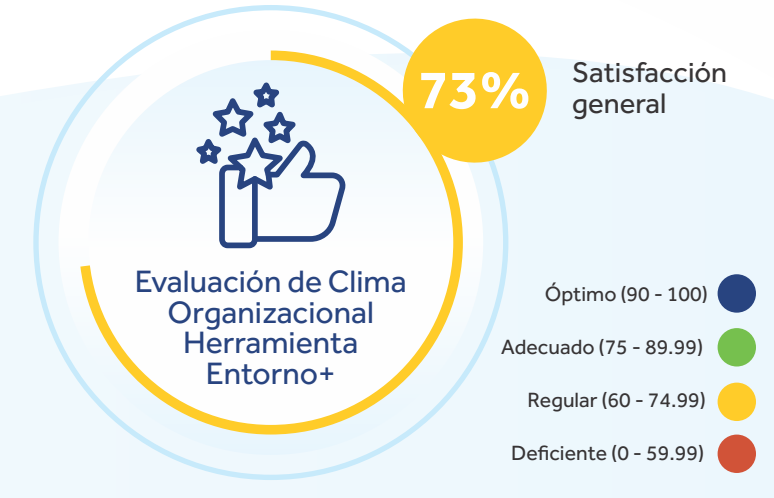 73%
Satisfacción
general
Evaluación de Clima
Organizacional
Herramienta
Entorno+
Óptimo (90 - 100)
Adecuado (75 - 89.99)
Regular (60 - 74.99)
Deficiente (0 - 59.99)